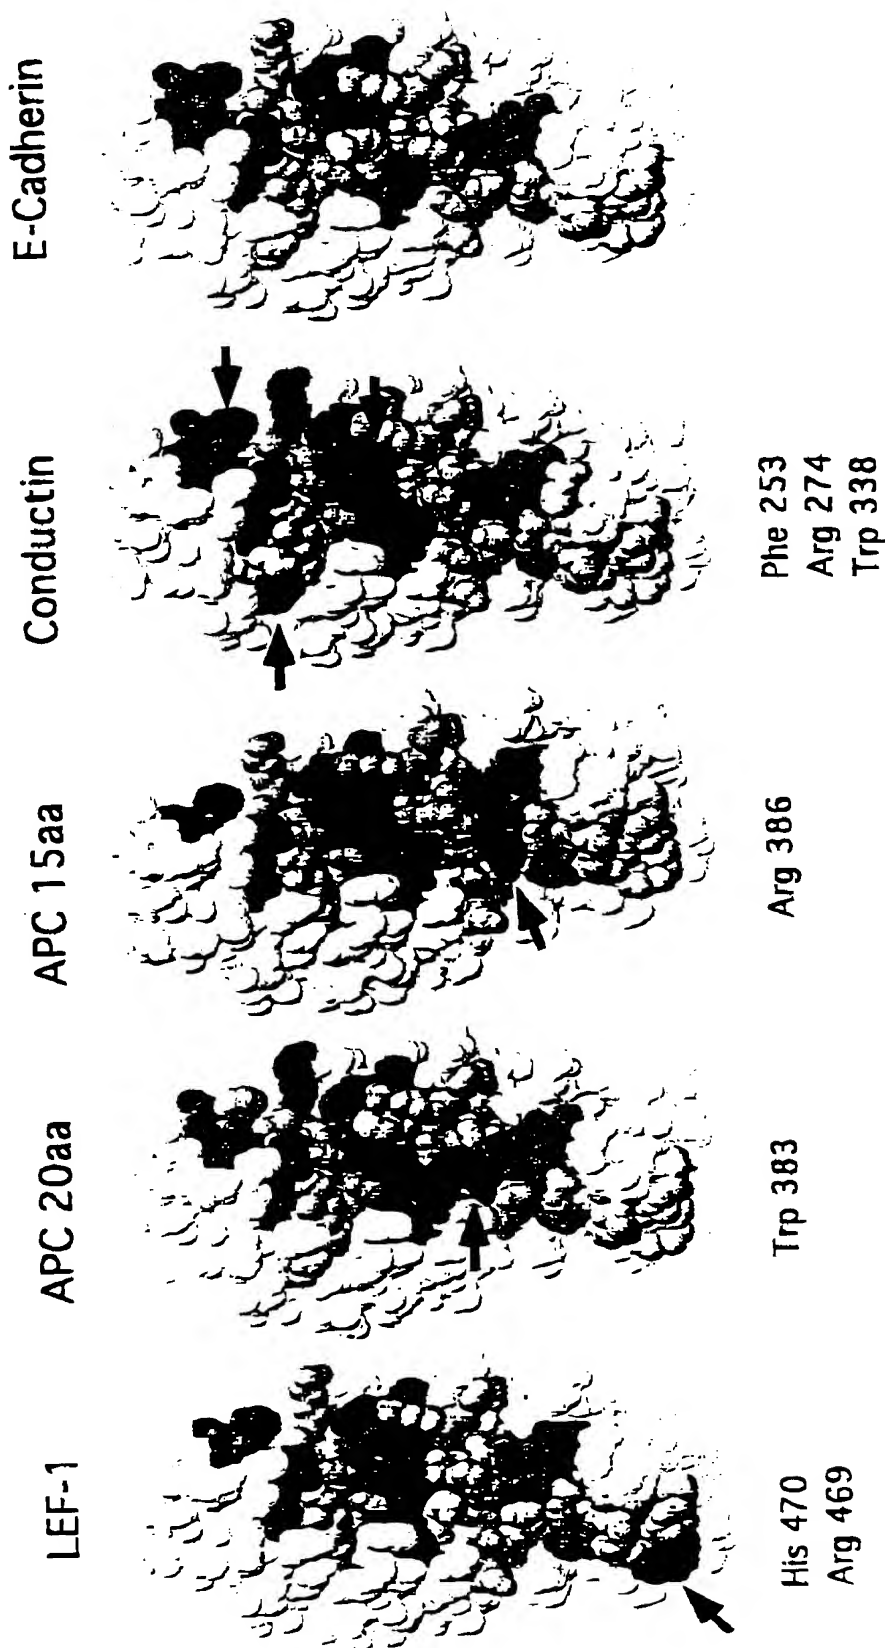 LEF-1
APC 20aa
APC 15aa
Conductin
E-Cadherin
His 470
Arg 469
Trp 383
Arg 386
Phe 253
Arg 274
Trp 338